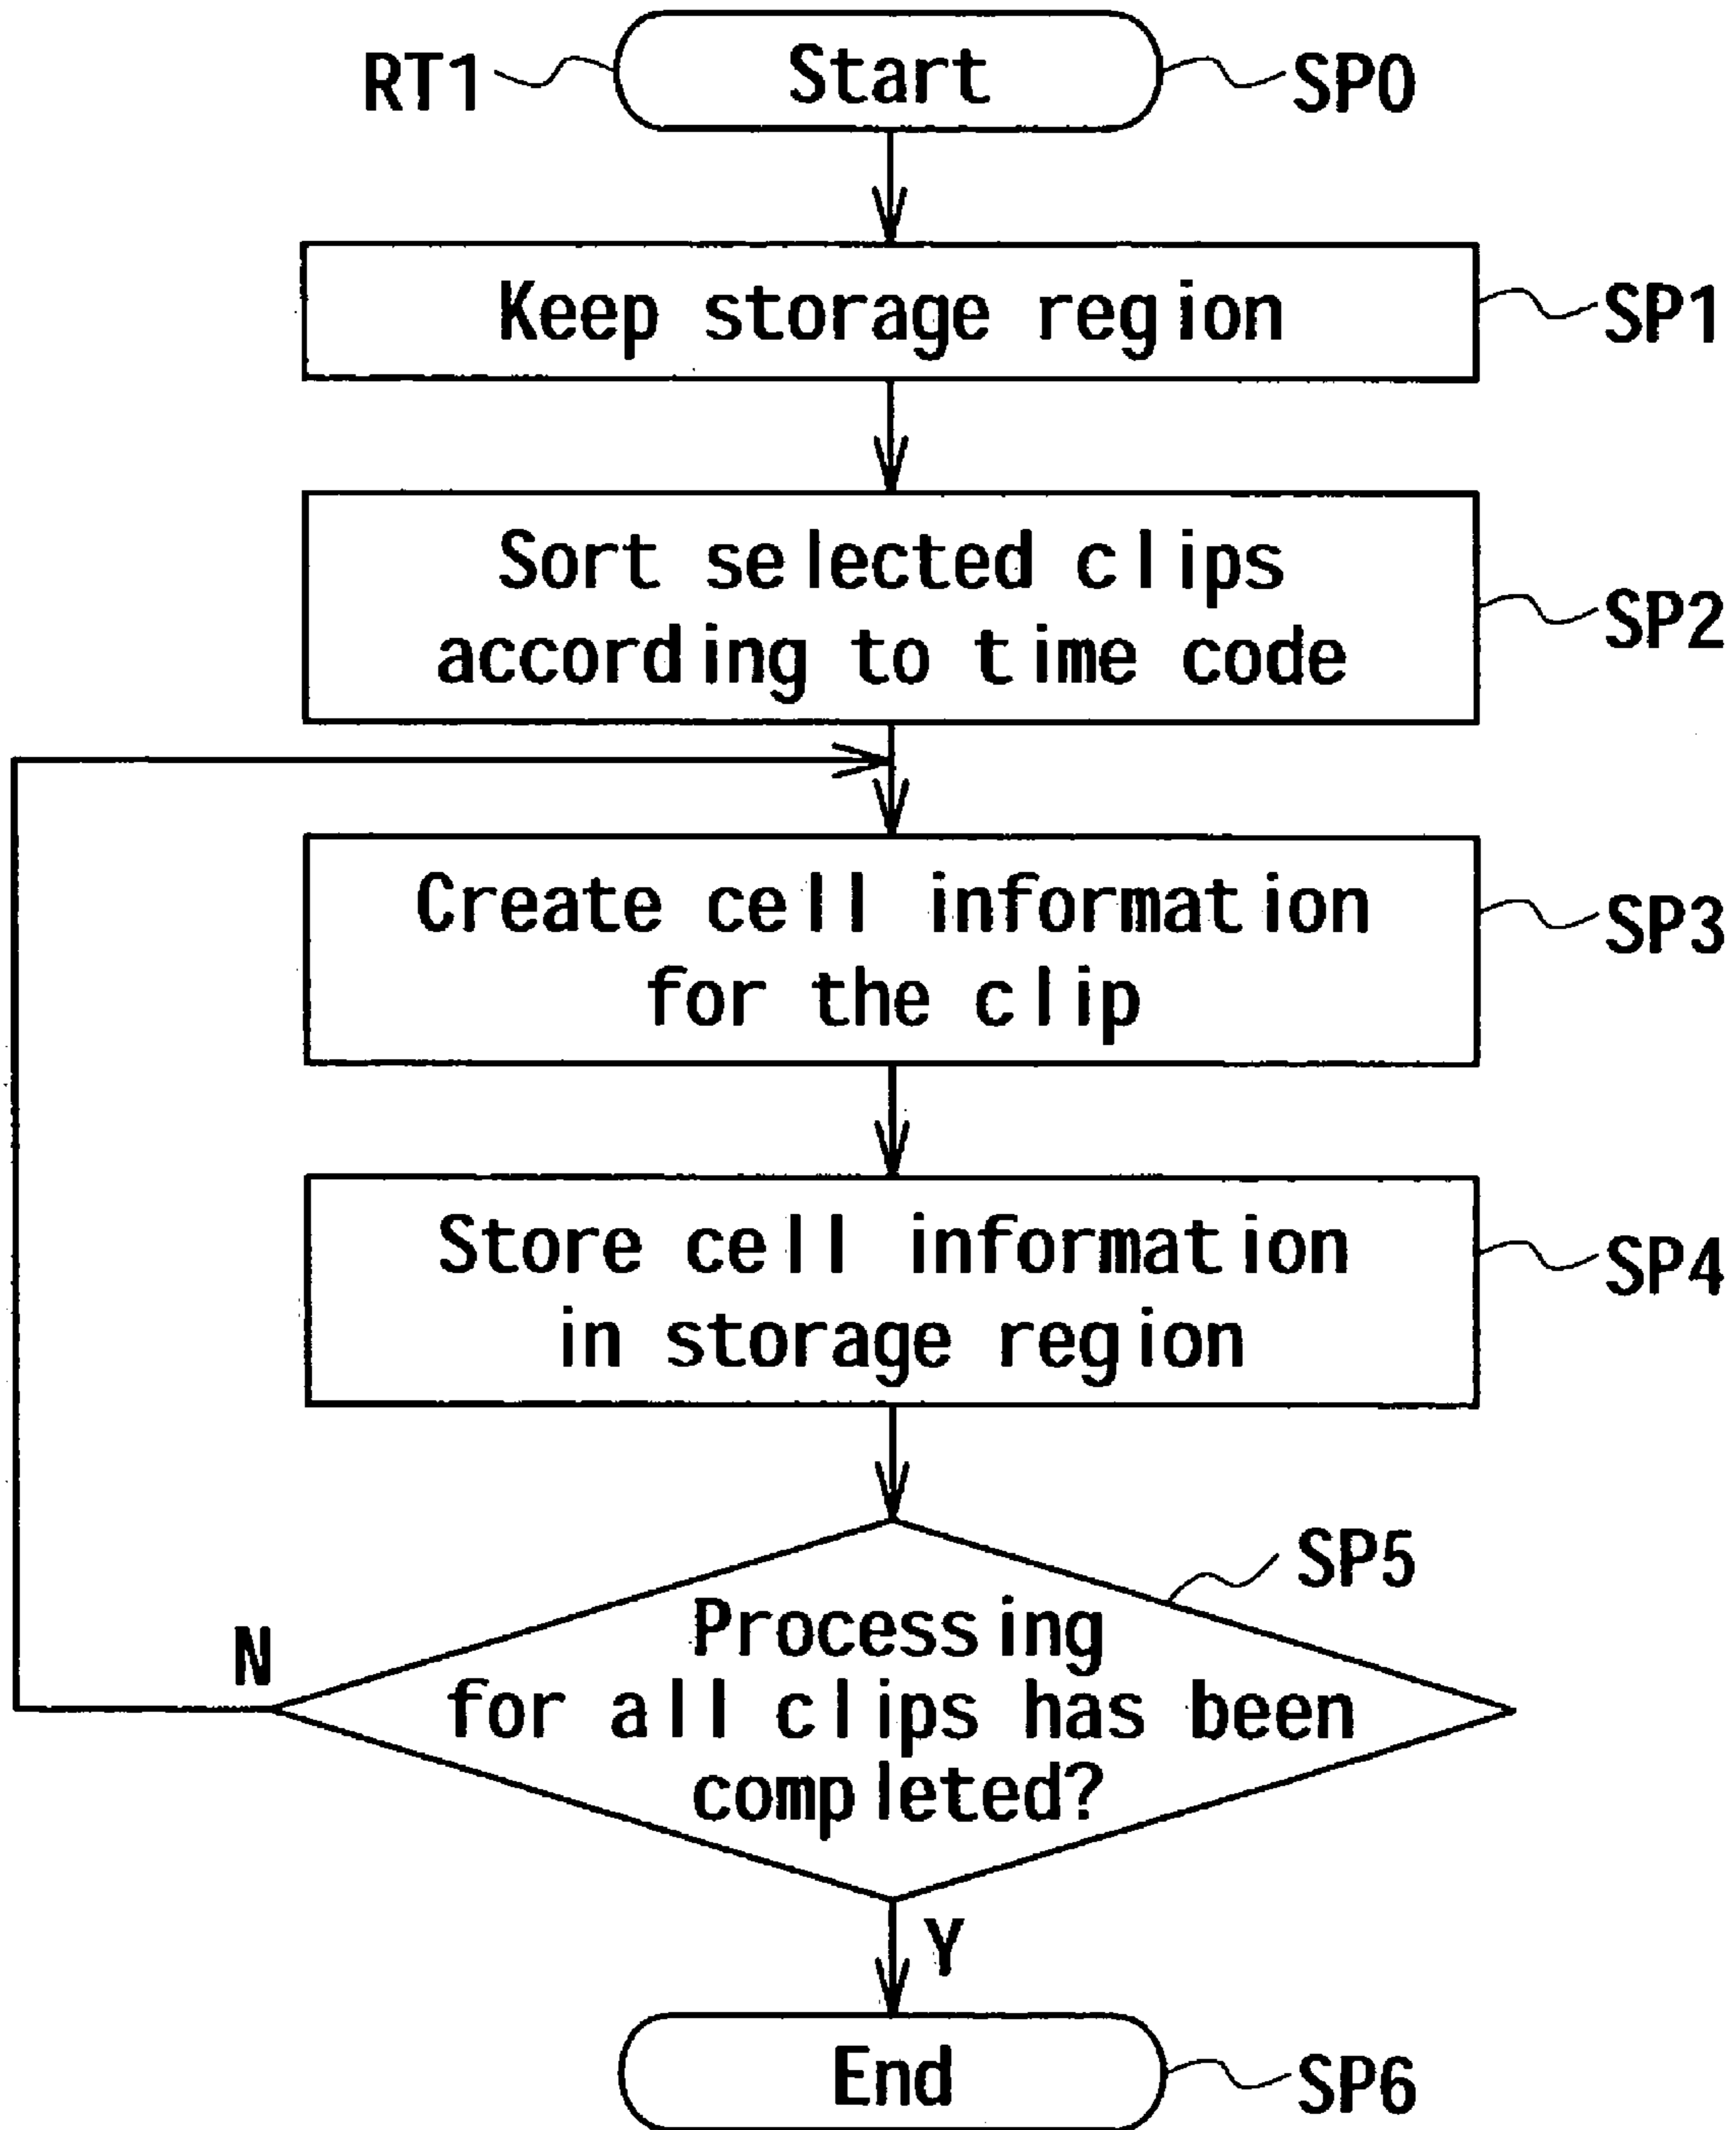 RT1
Start
SP0
Keep storage region
SP1
Sort selected clips
according to time code
SP2
Create cell information
for the clip
SP3
Store cell information
in storage region
SP4
SP5
Processing
for all clips has been
completed?
N
Y
End
SP6